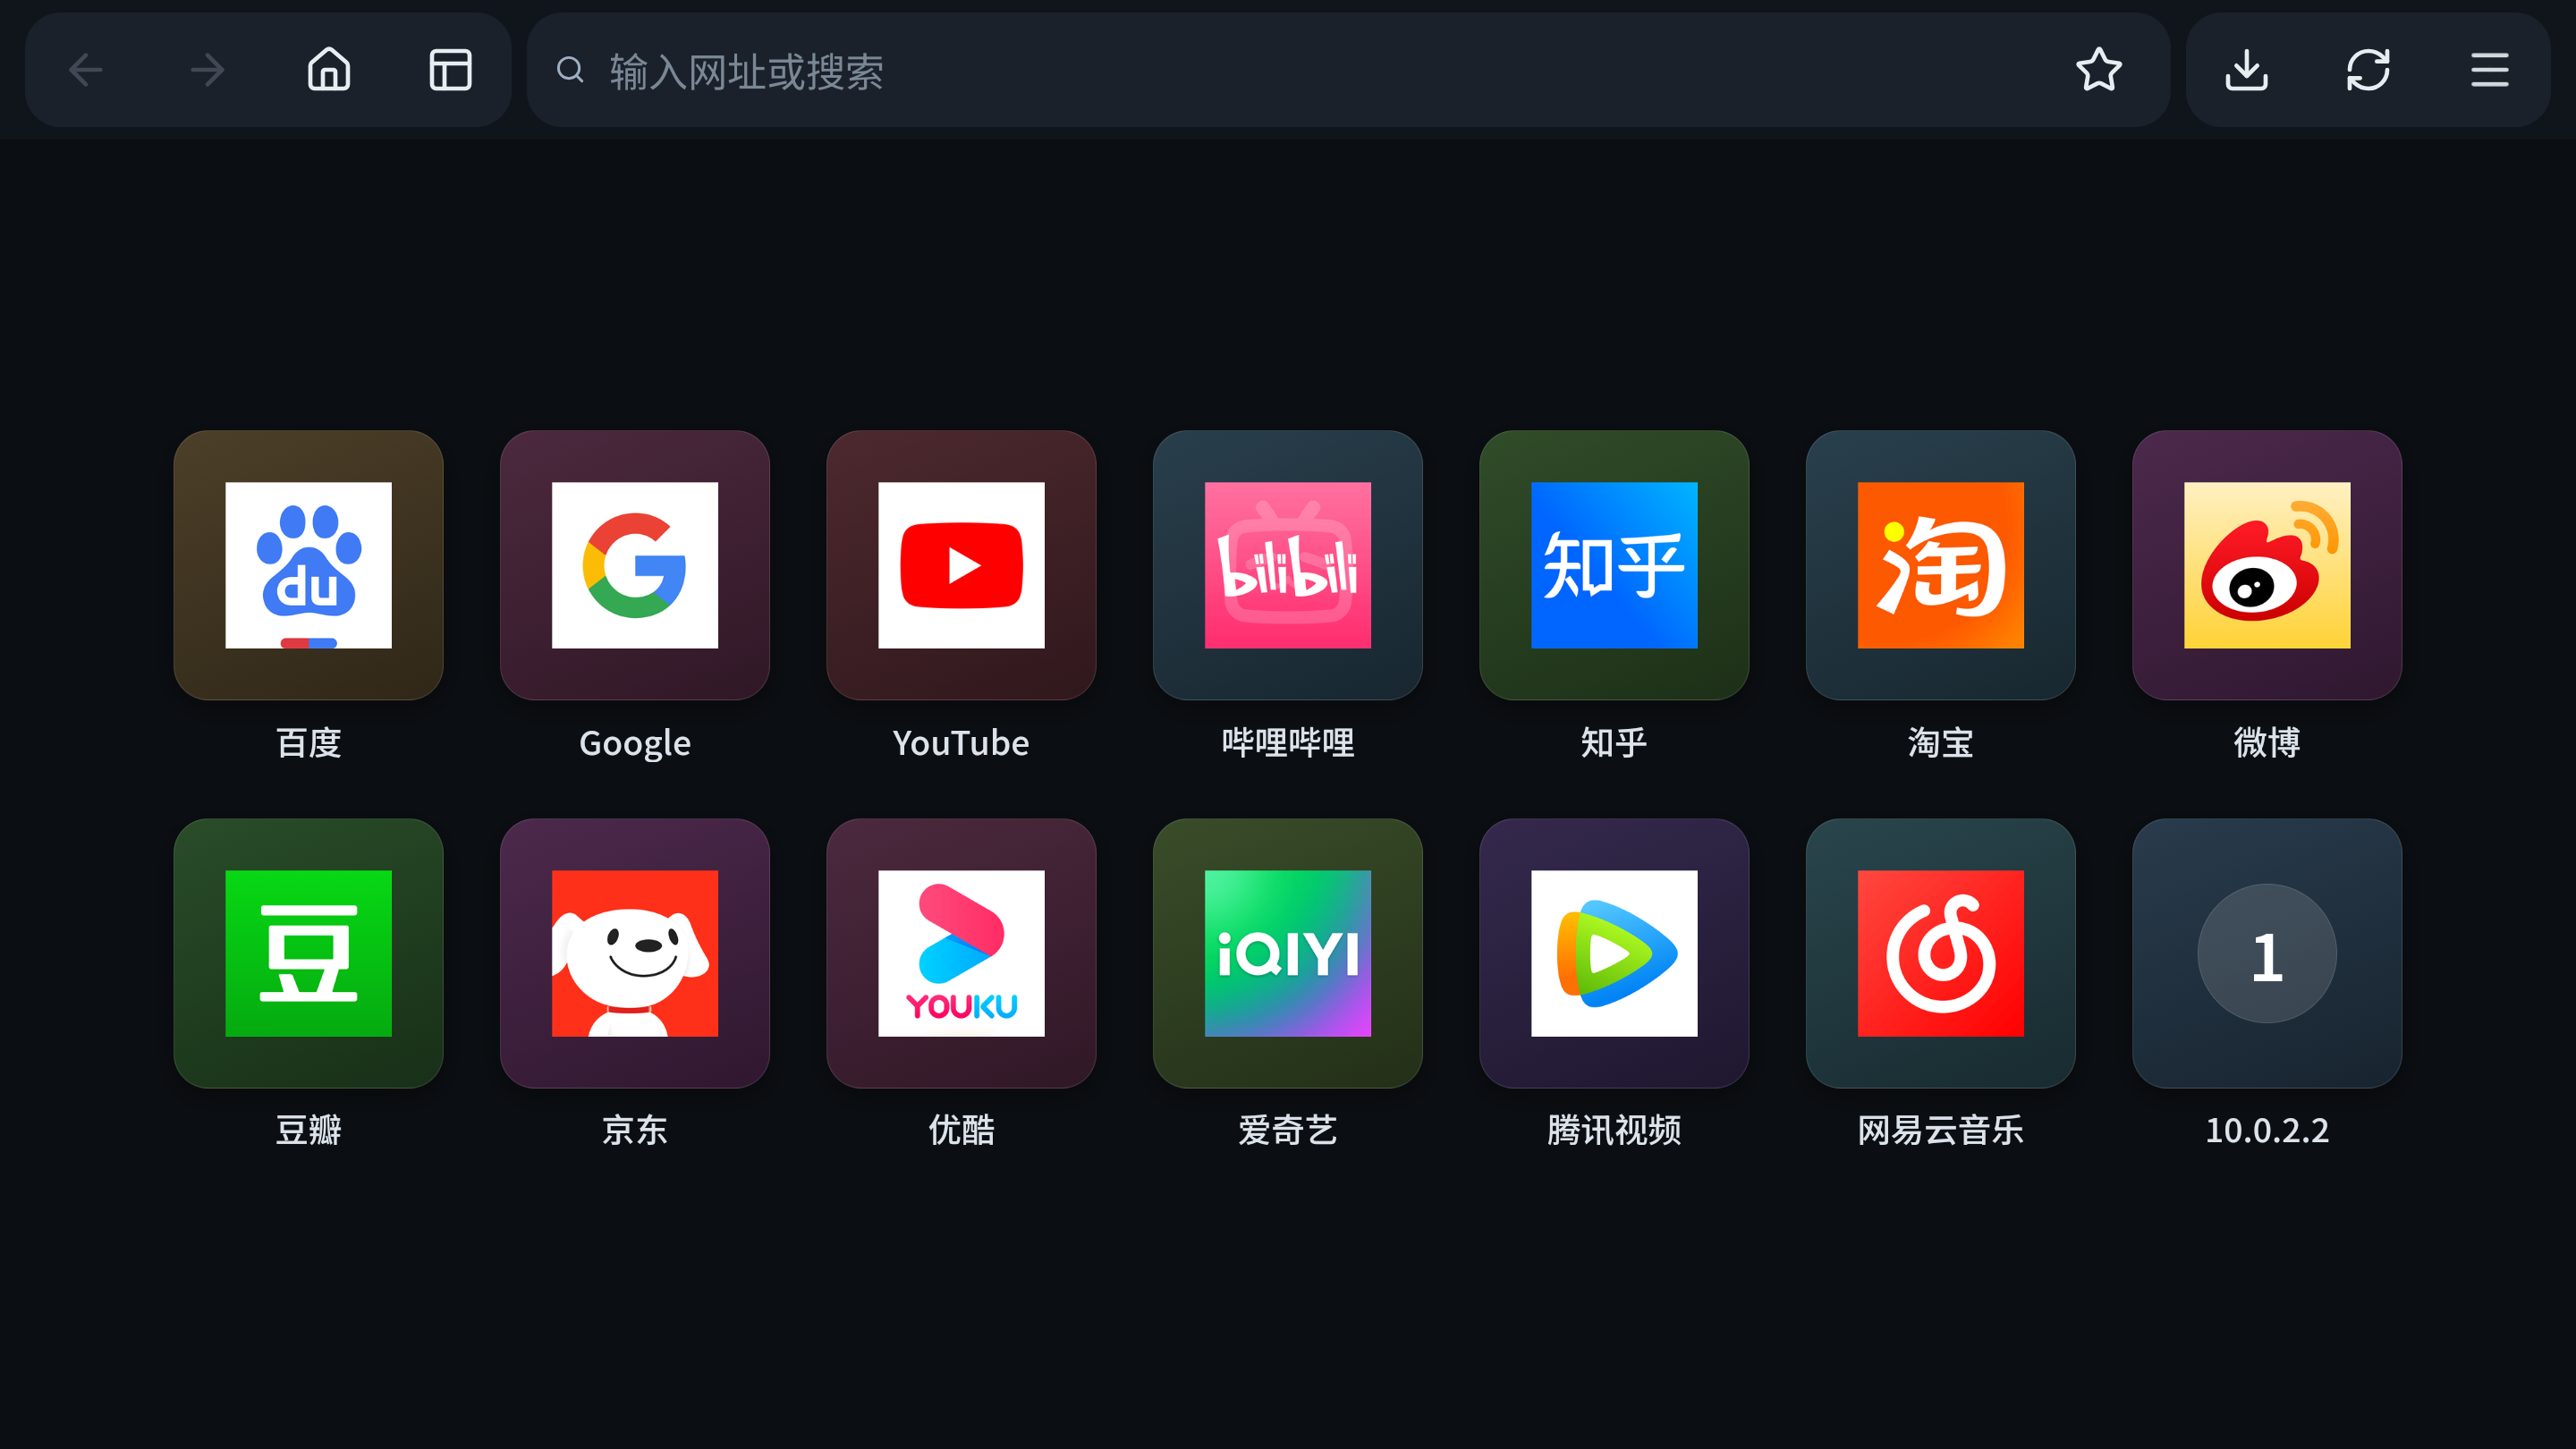 输入网址或搜索
du
bilibili
知乎
淘
百度
Google
YouTube
哔哩哔哩
知乎
淘宝
微博
豆
YOUKU
iQIYI
1
豆瓣
京东
优酷
爱奇艺
腾讯视频
网易云音乐
10.0.2.2